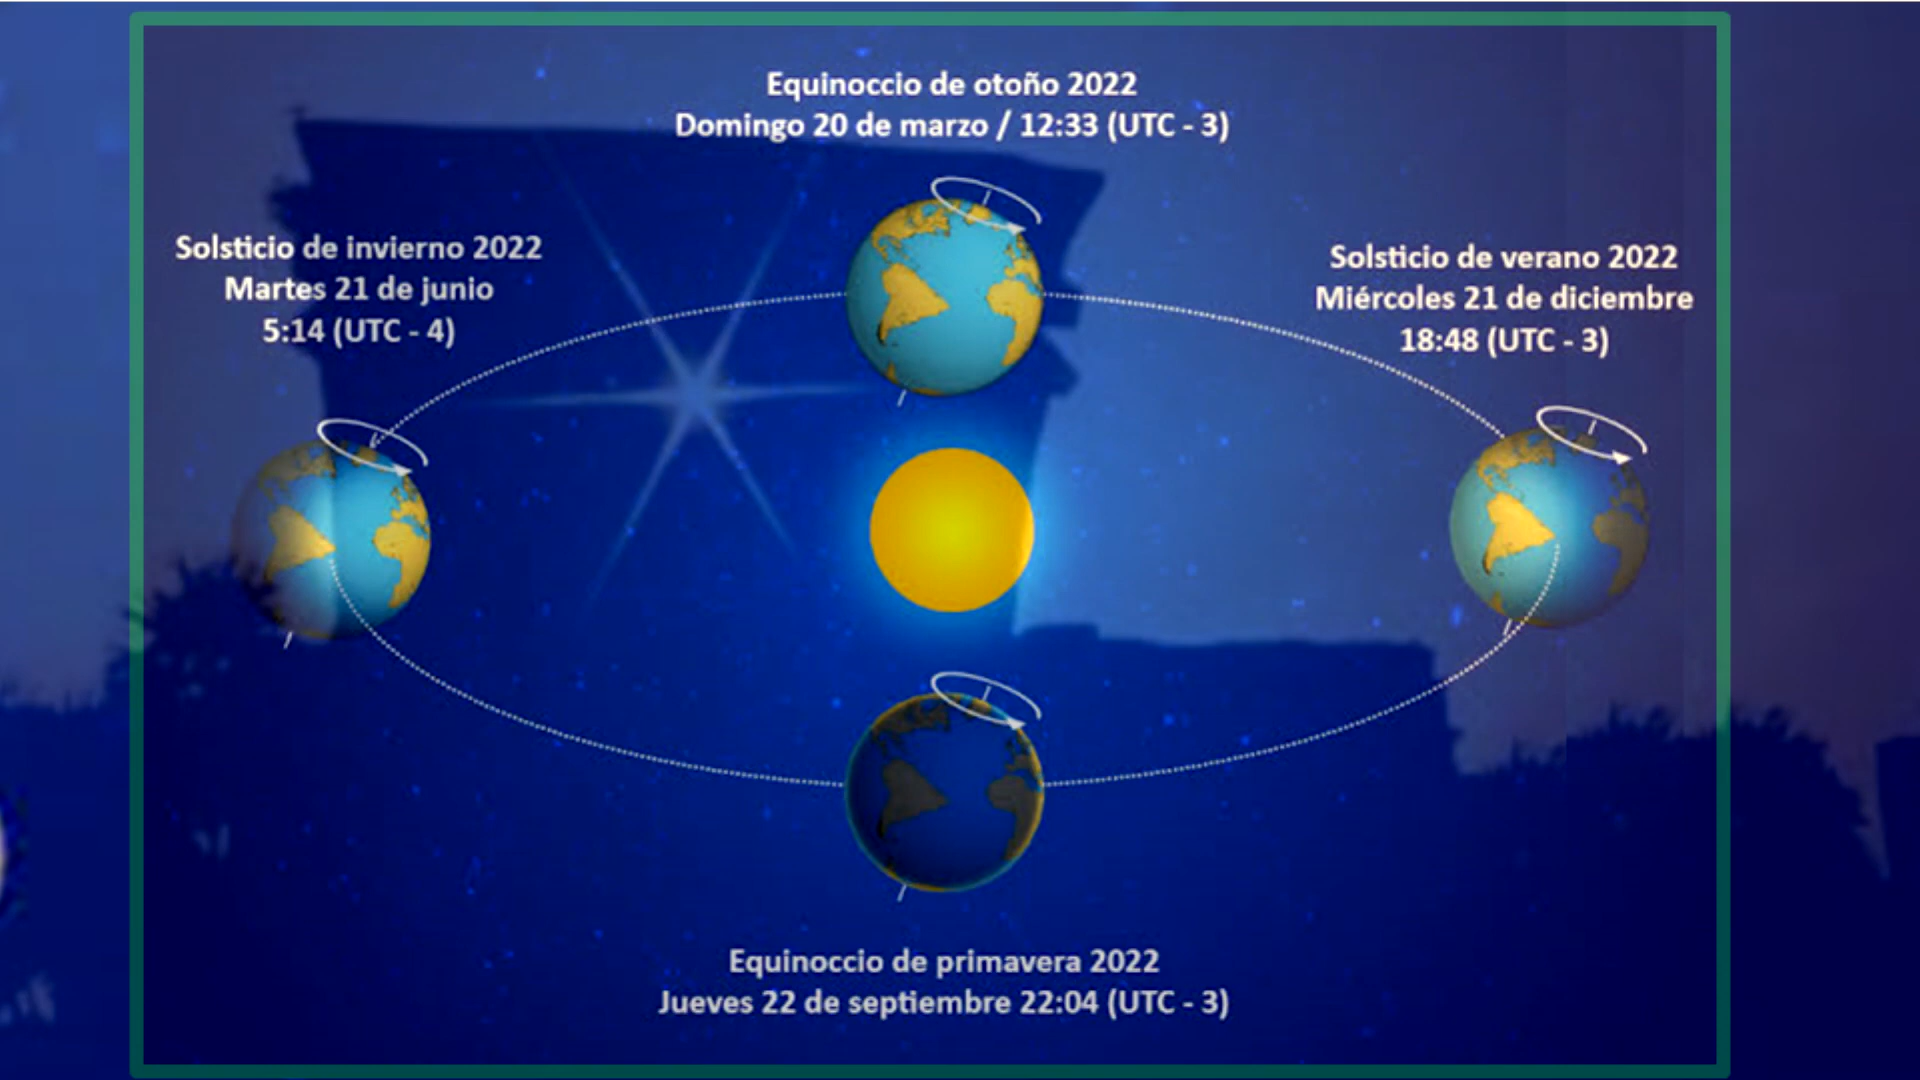 Equinoccio de otoño 2022
Domingo 20 de marzo / 12:33 (UTC - 3)
Solsticio de invierno 2022
Martes 21 de junio
5:14 (UTC - 4)
Solsticio de verano 2022
Miércoles 21 de diciembre
18:48 (UTC - 3)
Equinoccio de primavera 2022
Jueves 22 de septiembre 22:04 (UTC - 3)